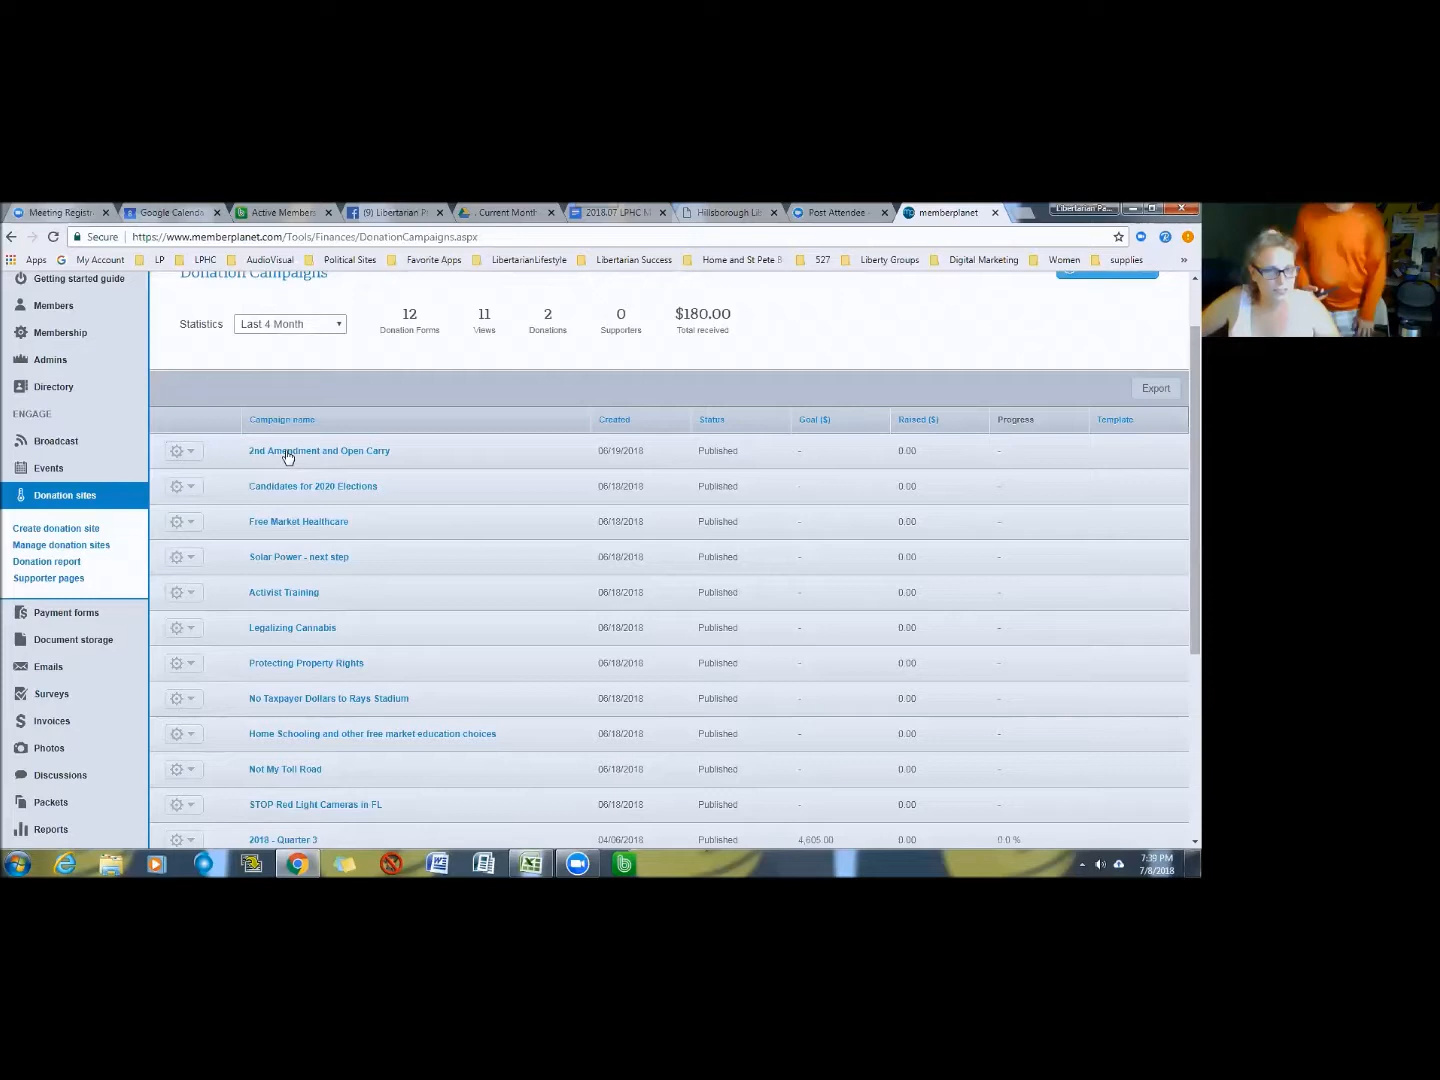 Meeting Registr
Google Calenda
Active Members
(9) Libertarian P
Current Month
2018.07 LPHC M
Hillsborough Lib
Post Attendee -
memberplanet
Libertarian Pa...
Secure
https://www.memberplanet.com/Tools/Finances/DonationCampaigns.aspx
Apps
My Account
LP
LPHC
AudioVisual
Political Sites
Favorite Apps
LibertarianLifestyle
Libertarian Success
Home and St Pete B
527
Liberty Groups
Digital Marketing
Women
supplies
»
Donation Campaigns
Getting started guide
Members
Membership
Admins
Directory
ENGAGE
Broadcast
Events
Donation sites
Create donation site
Manage donation sites
Donation report
Supporter pages
Payment forms
Document storage
Emails
Surveys
Invoices
Photos
Discussions
Packets
Reports
Statistics
Last 4 Month
12 11 2 0 $180.00
Donation Forms Views Donations Supporters Total received
Export
Campaign name Created Status Goal ($) Raised ($) Progress Template
2nd Amendment and Open Carry 06/19/2018 Published - 0.00 -
Candidates for 2020 Elections 06/18/2018 Published - 0.00 -
Free Market Healthcare 06/18/2018 Published - 0.00 -
Solar Power - next step 06/18/2018 Published - 0.00 -
Activist Training 06/18/2018 Published - 0.00 -
Legalizing Cannabis 06/18/2018 Published - 0.00 -
Protecting Property Rights 06/18/2018 Published - 0.00 -
No Taxpayer Dollars to Rays Stadium 06/18/2018 Published - 0.00 -
Home Schooling and other free market education choices 06/18/2018 Published - 0.00 -
Not My Toll Road 06/18/2018 Published - 0.00 -
STOP Red Light Cameras in FL 06/18/2018 Published - 0.00 -
2018 - Quarter 3 04/06/2018 Published 4,605.00 0.00 0.0 %
7:39 PM
7/8/2018